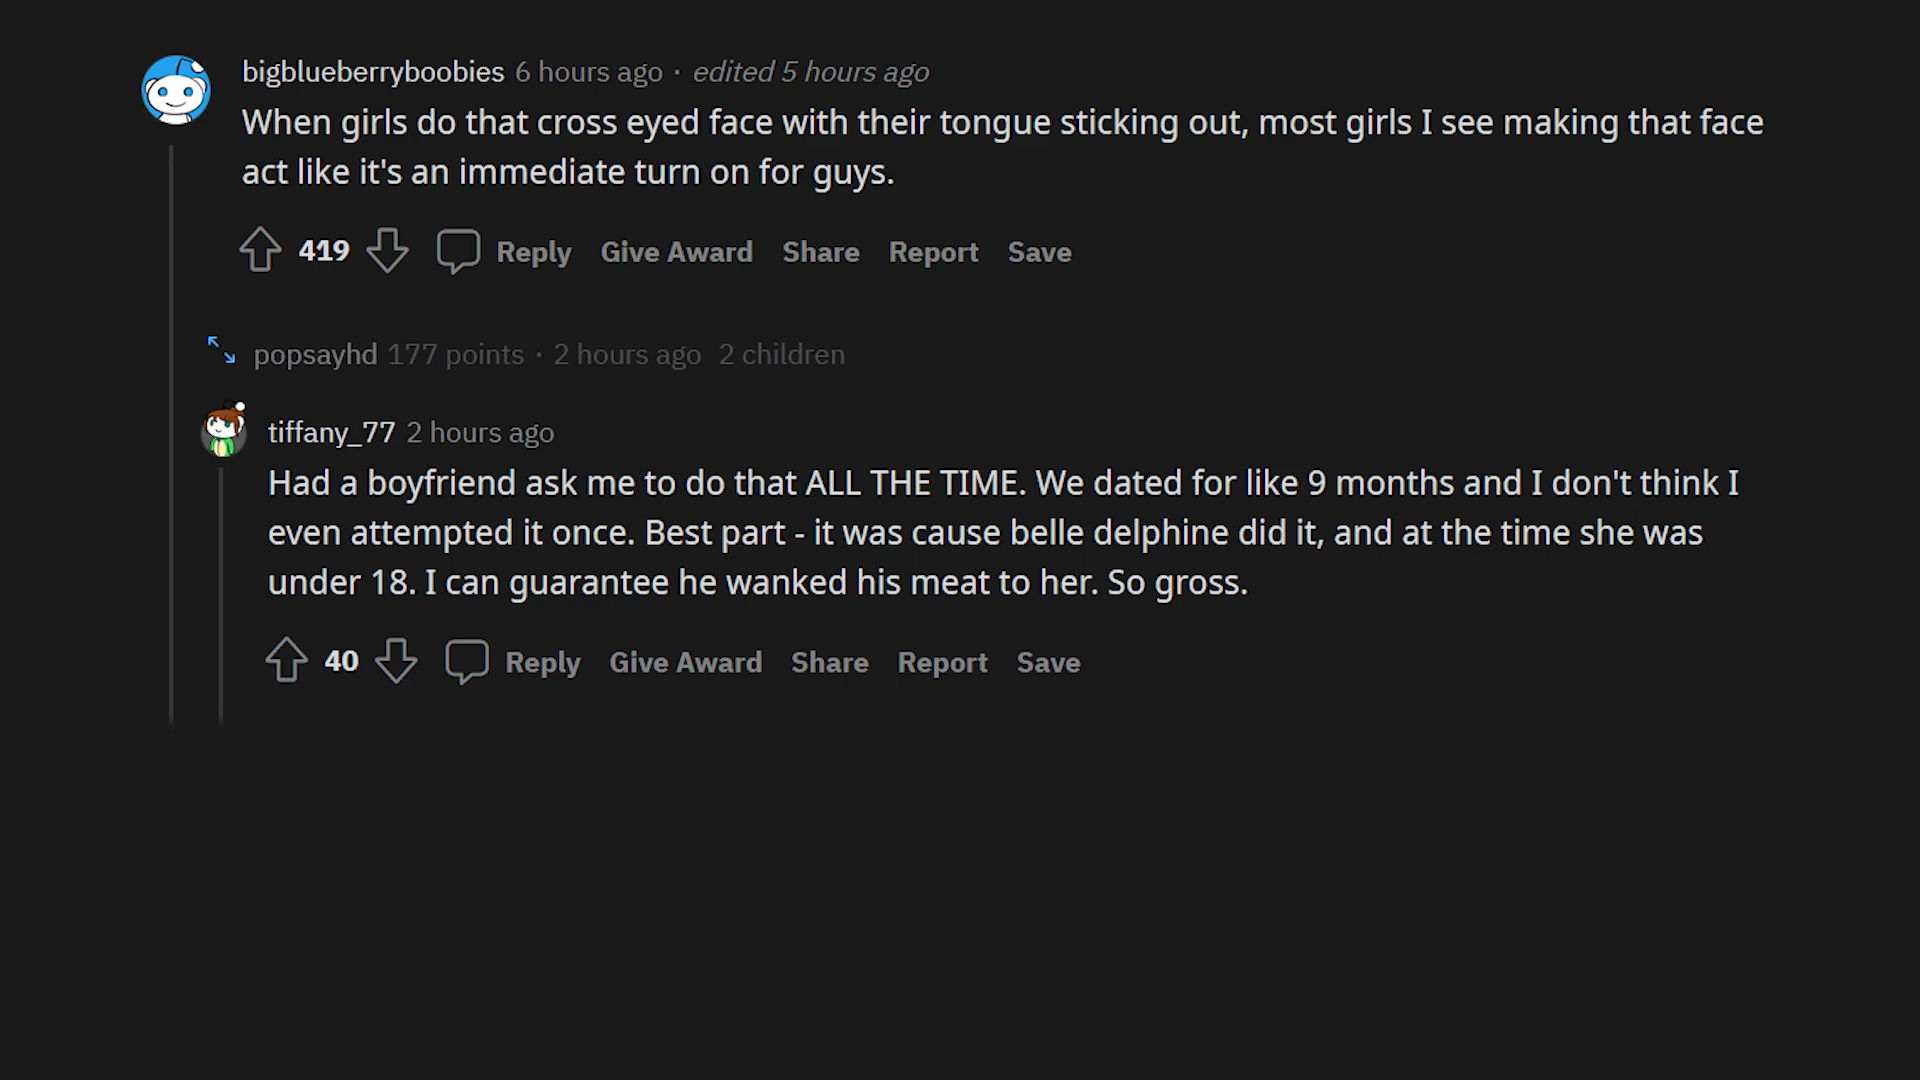 bigblueberryboobies 6 hours ago · edited 5 hours ago
When girls do that cross eyed face with their tongue sticking out, most girls I see making that face
act like it's an immediate turn on for guys.
419 Reply Give Award Share Report Save
popsayhd 177 points · 2 hours ago 2 children
tiffany_77 2 hours ago
Had a boyfriend ask me to do that ALL THE TIME. We dated for like 9 months and I don't think I
even attempted it once. Best part - it was cause belle delphine did it, and at the time she was
under 18. I can guarantee he wanked his meat to her. So gross.
40 Reply Give Award Share Report Save